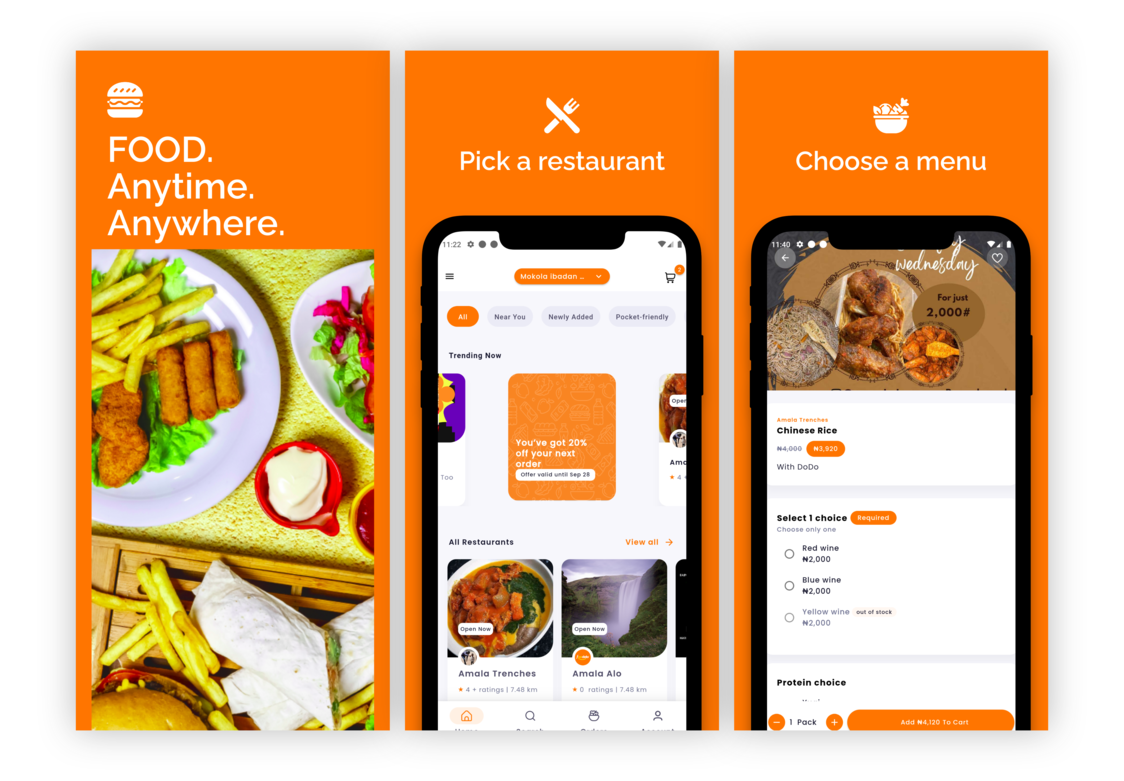 FOOD.
Anytime.
Anywhere.
Pick a restaurant
11:22
Mokola ibadan ...
2
All
Near You
Newly Added
Pocket-friendly
Trending Now
You've got 20%
off your next
order
Offer valid until Sep 28
Too
Open
Ama
4 +
All Restaurants
View all
Open Now
Open Now
Amala Trenches
4 + ratings | 7.48 km
Amala Alo
0 ratings | 7.48 km
Choose a menu
11:40
wednesday
For just
2,000#
Amala Trenches
Chinese Rice
₦4,000 ₦3,920
With DoDo
Select 1 choice Required
Choose only one
Red wine
₦2,000
Blue wine
₦2,000
Yellow wine out of stock
₦2,000
Protein choice
1 Pack
Add ₦4,120 To Cart